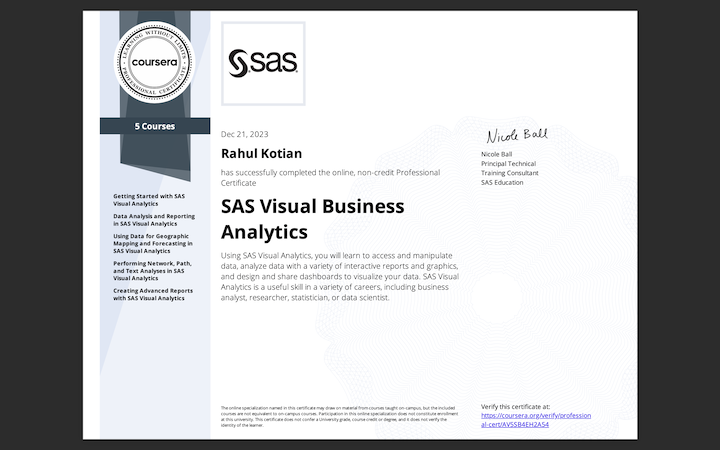 LEARNING WITHOUT LIMITS
coursera
PROFESSIONAL CERTIFICATE
5 Courses
Getting Started with SAS
Visual Analytics
Data Analysis and Reporting
in SAS Visual Analytics
Using Data for Geographic
Mapping and Forecasting in
SAS Visual Analytics
Performing Network, Path,
and Text Analyses in SAS
Visual Analytics
Creating Advanced Reports
with SAS Visual Analytics
sas
Dec 21, 2023
Rahul Kotian
has successfully completed the online, non-credit Professional
Certificate
SAS Visual Business
Analytics
Using SAS Visual Analytics, you will learn to access and manipulate
data, analyze data with a variety of interactive reports and graphics,
and design and share dashboards to visualize your data. SAS Visual
Analytics is a useful skill in a variety of careers, including business
analyst, researcher, statistician, or data scientist.
Nicole Ball
Nicole Ball
Principal Technical
Training Consultant
SAS Education
The online specialization named in this certificate may draw on material from courses taught on-campus, but the included
courses are not equivalent to on-campus courses. Participation in this online specialization does not constitute enrollment
at this university. This certificate does not confer a University grade, course credit or degree, and it does not verify the
identity of the learner.
Verify this certificate at:
https://coursera.org/verify/profession
al-cert/AV5SB4EH2A54